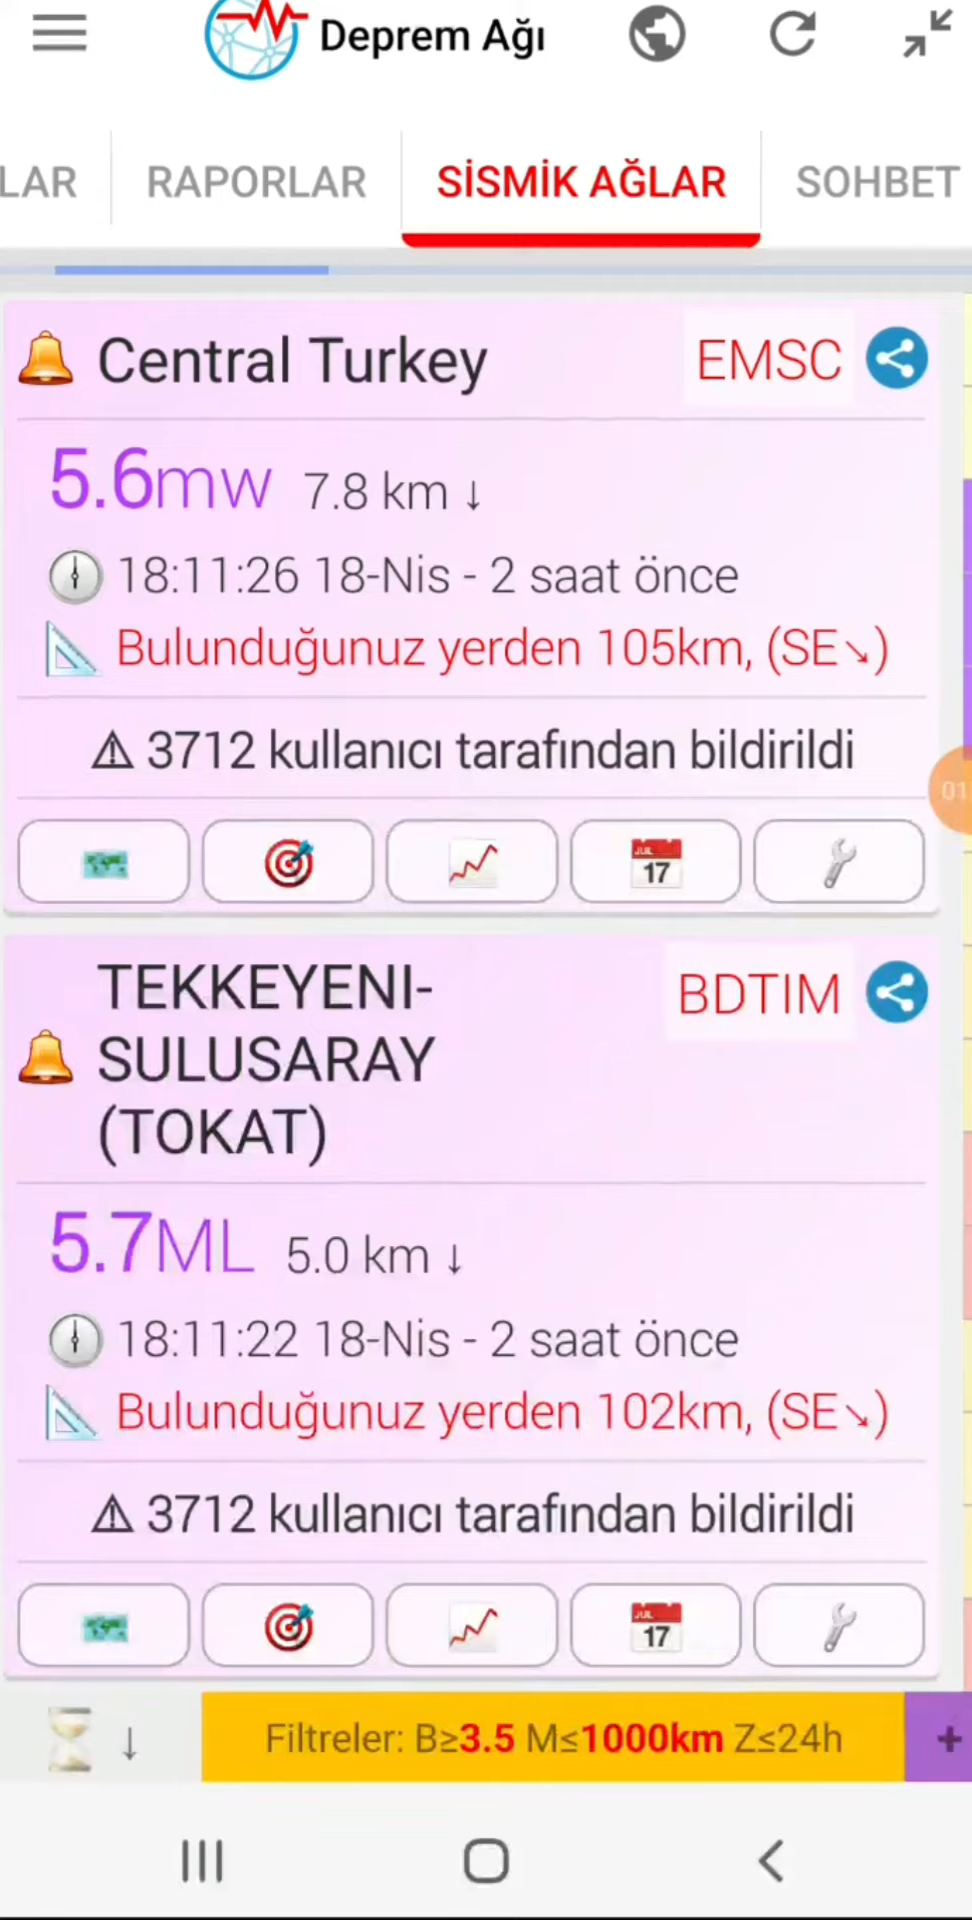 Deprem Ağı
LAR
RAPORLAR
SİSMİK AĞLAR
SOHBET
Central Turkey
EMSC
5.6mw 7.8 km ↓
18:11:26 18-Nis - 2 saat önce
Bulunduğunuz yerden 105km, (SE↘)
⚠ 3712 kullanıcı tarafından bildirildi
01
JUL
17
TEKKEYENI-
SULUSARAY
(TOKAT)
BDTIM
5.7ML 5.0 km ↓
18:11:22 18-Nis - 2 saat önce
Bulunduğunuz yerden 102km, (SE↘)
⚠ 3712 kullanıcı tarafından bildirildi
JUL
17
↓
Filtreler: B≥3.5 M≤1000km Z≤24h
+